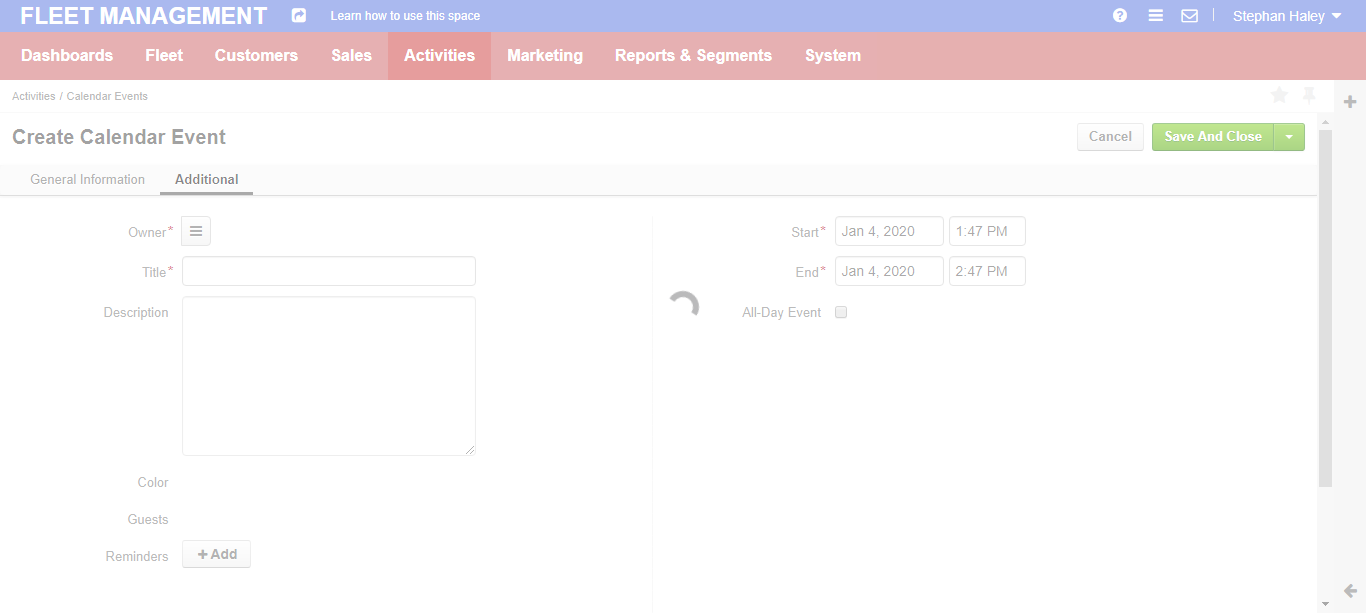 FLEET MANAGEMENT Learn how to use this space Stephan Haley
Dashboards Fleet Customers Sales Activities Marketing Reports & Segments System
Activities / Calendar Events
Create Calendar Event Cancel Save And Close
General Information Additional
Owner* Start* Jan 4, 2020 1:47 PM
Title* End* Jan 4, 2020 2:47 PM
Description All-Day Event
Color
Guests
Reminders + Add